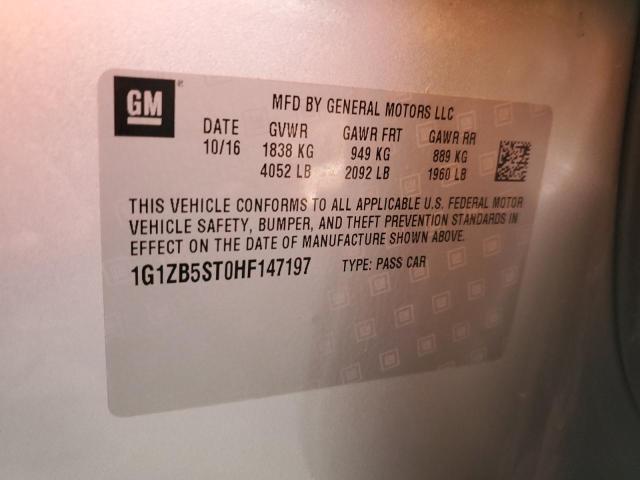 GM
MFD BY GENERAL MOTORS LLC
DATE GVWR GAWR FRT GAWR RR
10/16 1838 KG 949 KG 889 KG
4052 LB 2092 LB 1960 LB
THIS VEHICLE CONFORMS TO ALL APPLICABLE U.S. FEDERAL MOTOR
VEHICLE SAFETY, BUMPER, AND THEFT PREVENTION STANDARDS IN
EFFECT ON THE DATE OF MANUFACTURE SHOWN ABOVE.
1G1ZB5ST0HF147197 TYPE: PASS CAR